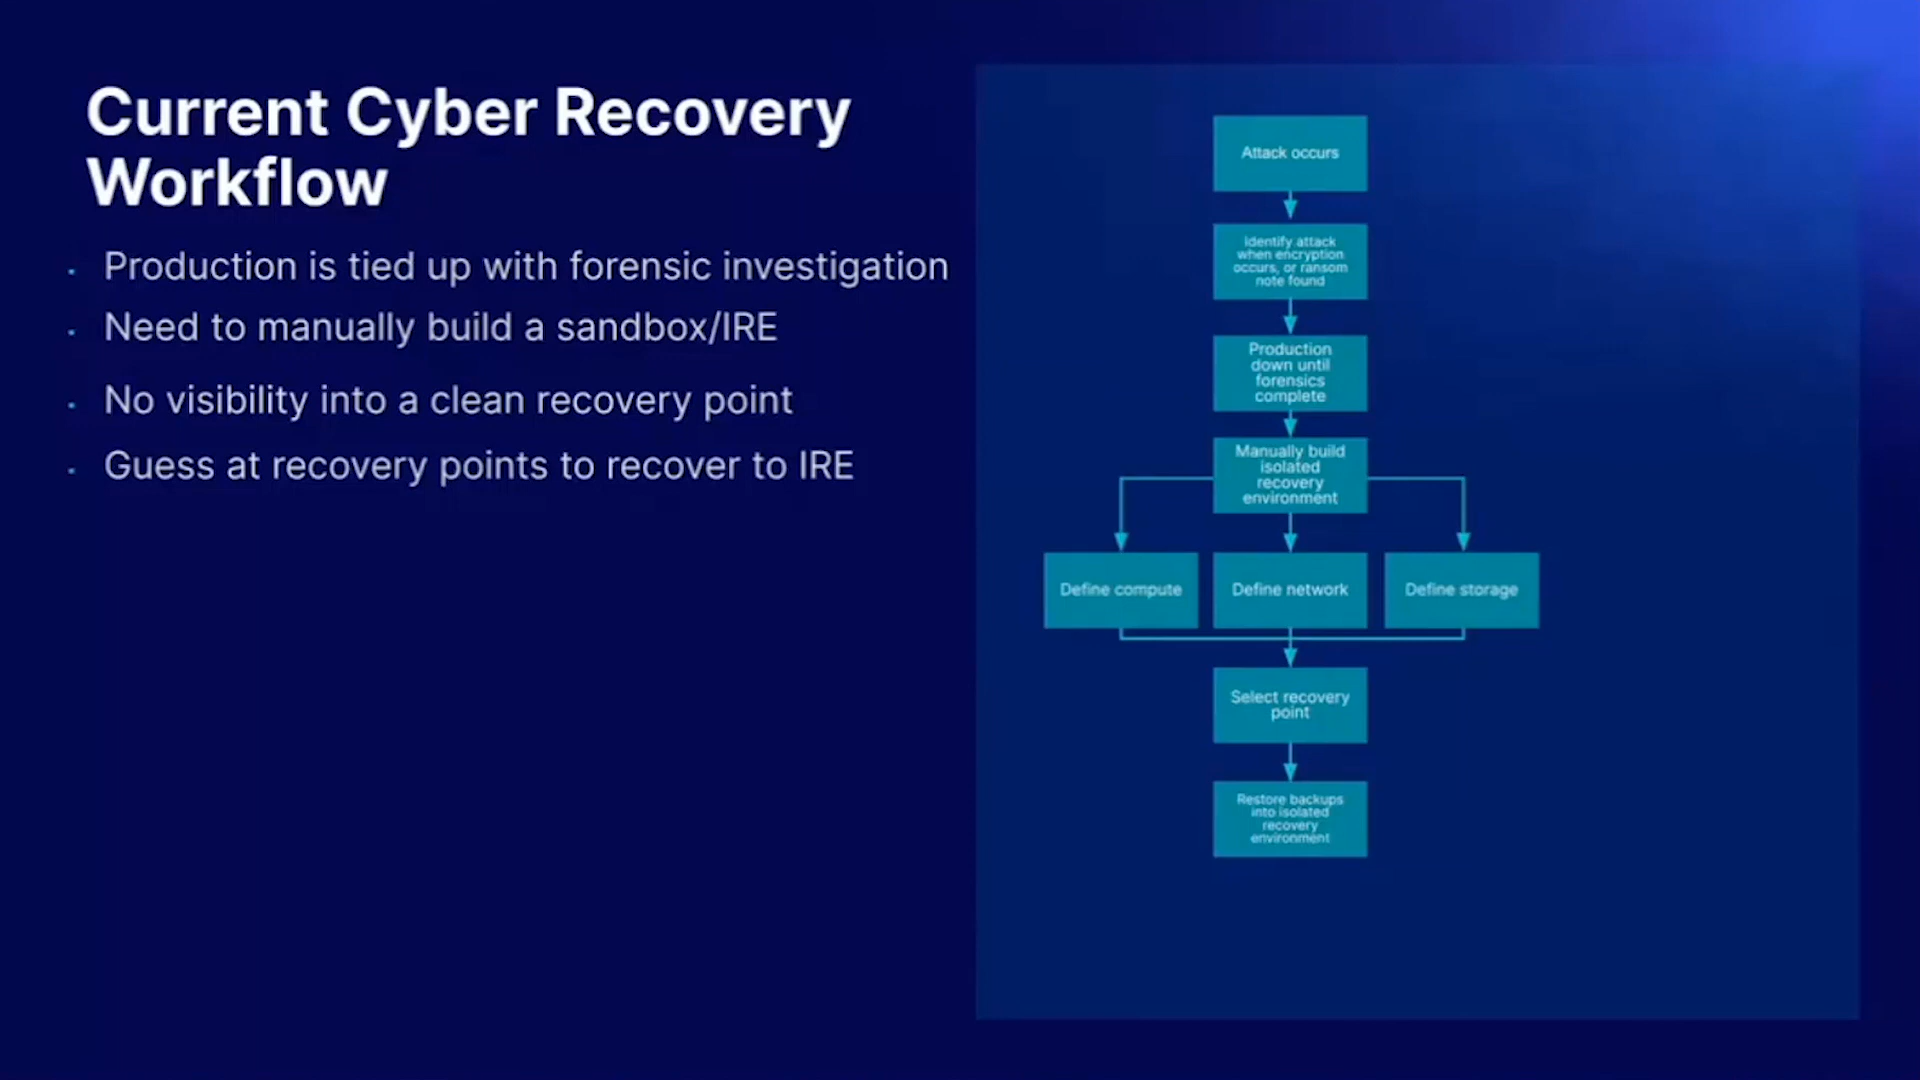 Current Cyber Recovery
Workflow
Production is tied up with forensic investigation
Need to manually build a sandbox/IRE
No visibility into a clean recovery point
Guess at recovery points to recover to IRE
Attack occurs
Identify attack
when encryption
occurs, or ransom
note found
Production
down until
forensics
complete
Manually build
isolated
recovery
environment
Define compute
Define network
Define storage
Select recovery
point
Restore backups
into isolated
recovery
environment